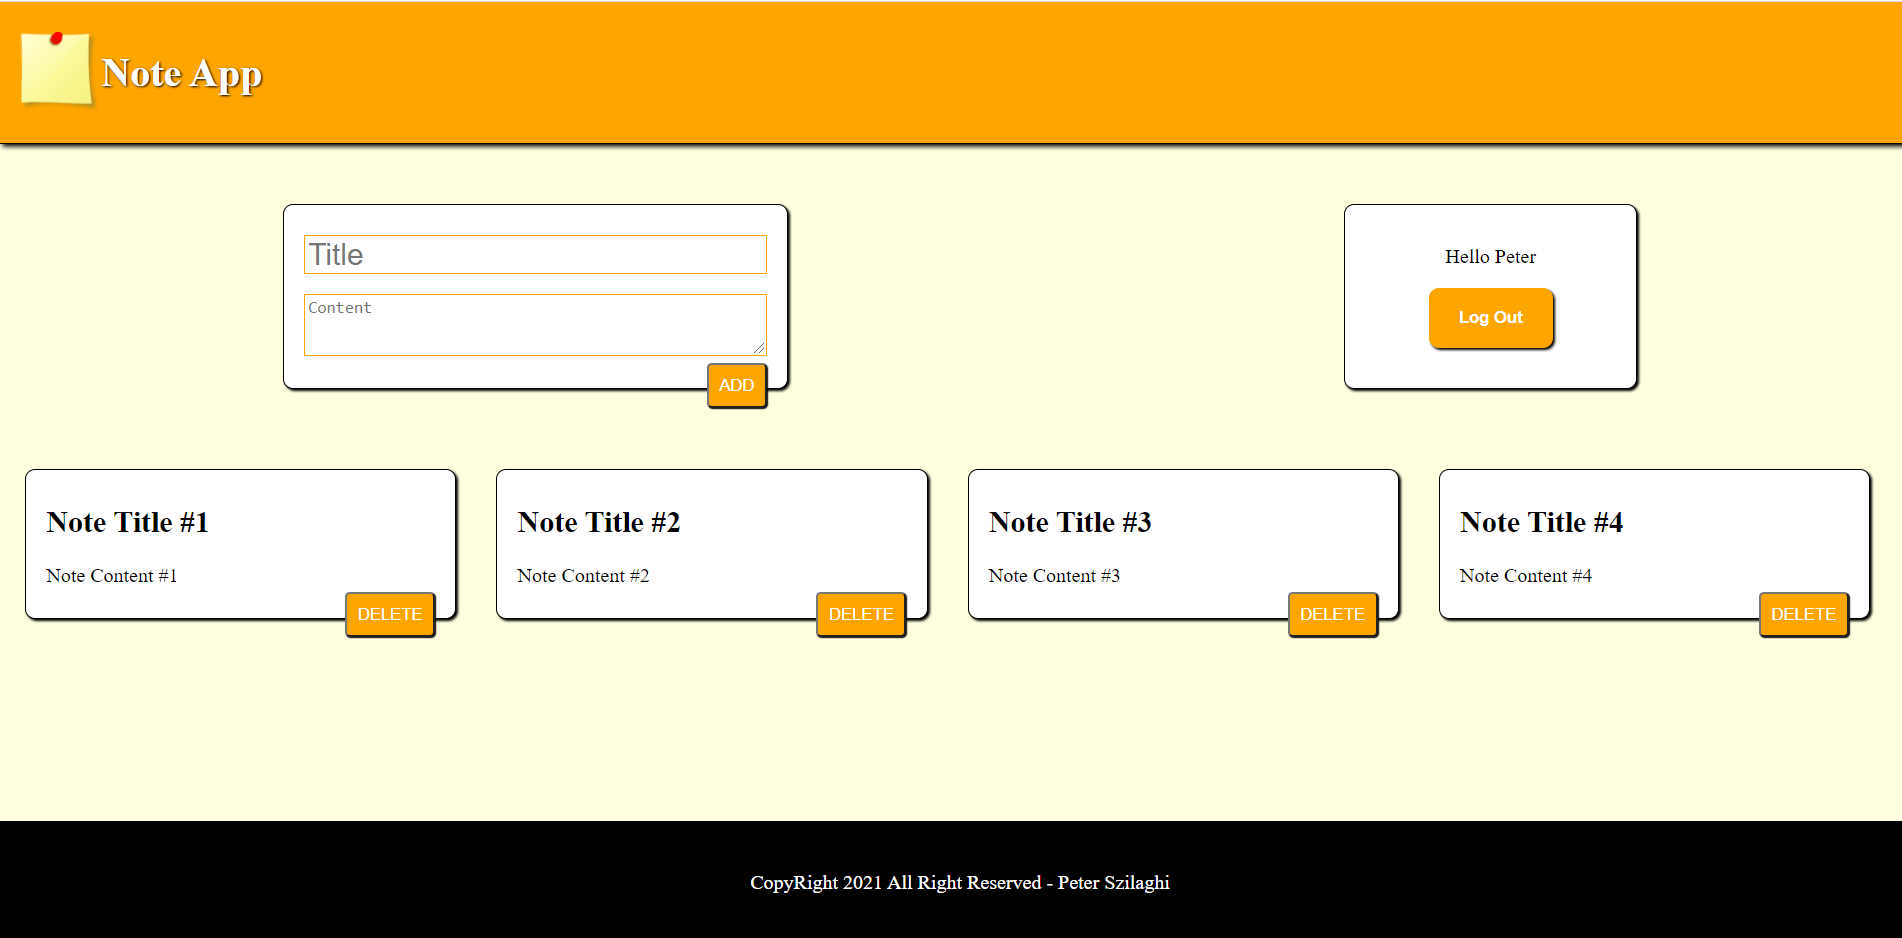 Note App
Title
Content
ADD
Hello Peter
Log Out
Note Title #1
Note Content #1
DELETE
Note Title #2
Note Content #2
DELETE
Note Title #3
Note Content #3
DELETE
Note Title #4
Note Content #4
DELETE
CopyRight 2021 All Right Reserved - Peter Szilaghi